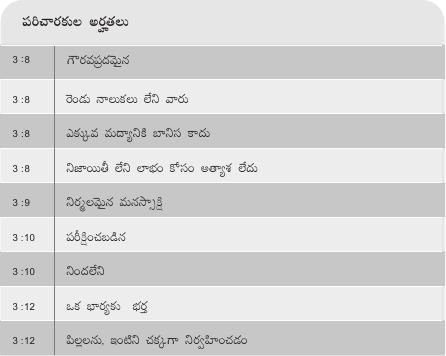 పరిచారకుల అర్హతలు
3 :8 గౌరవప్రదమైన
3 :8 రెండు నాలుకలు లేని వారు
3 :8 ఎక్కువ మద్యానికి బానిస కాదు
3 :8 నిజాయితీ లేని లాభం కోసం అత్యాశ లేదు
3 :9 నిర్మలమైన మనస్సాక్షి
3 :10 పరీక్షించబడిన
3 :10 నిందలేని
3 :12 ఒక భార్యకు భర్త
3 :12 పిల్లలను, ఇంటిని చక్కగా నిర్వహించడం